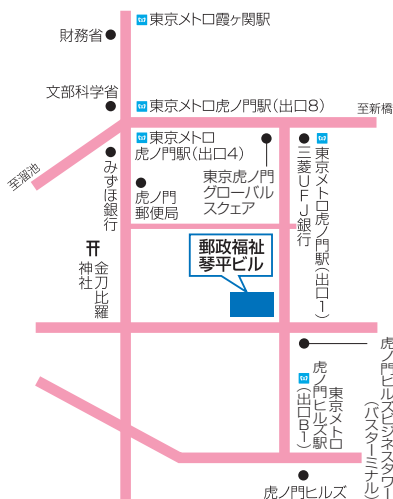 東京メトロ霞ヶ関駅
財務省
文部科学省
東京メトロ虎ノ門駅(出口8)
至新橋
至溜池
みずほ銀行
東京メトロ
虎ノ門駅(出口4)
虎ノ門
郵便局
東京虎ノ門
グローバル
スクェア
三菱UFJ銀行
東京メトロ虎ノ門駅(出口1)
金刀比羅
神社
郵政福祉
琴平ビル
虎ノ門ヒルズビジネスタワー
(バスターミナル)
東京メトロ
虎ノ門ヒルズ駅
(出口B1)
虎ノ門ヒルズ